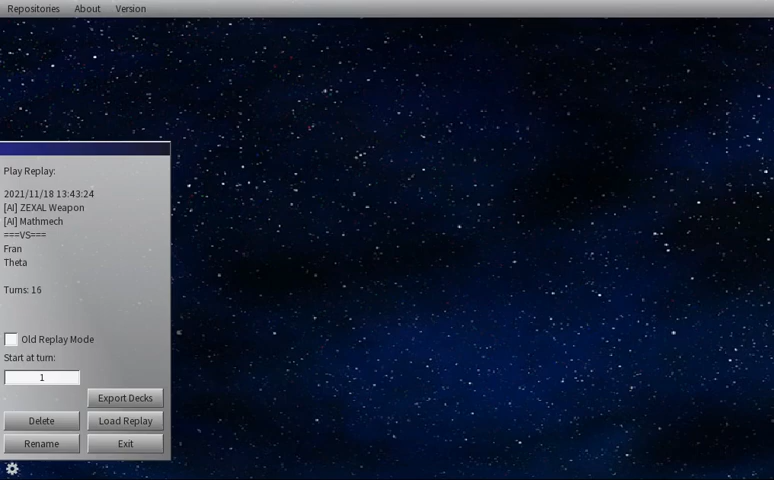 Repositories About Version
Play Replay:
2021/11/18 13:43:24
[AI] ZEXAL Weapon
[AI] Mathmech
===VS===
Fran
Theta
Turns: 16
Old Replay Mode
Start at turn:
1
Export Decks
Delete Load Replay
Rename Exit